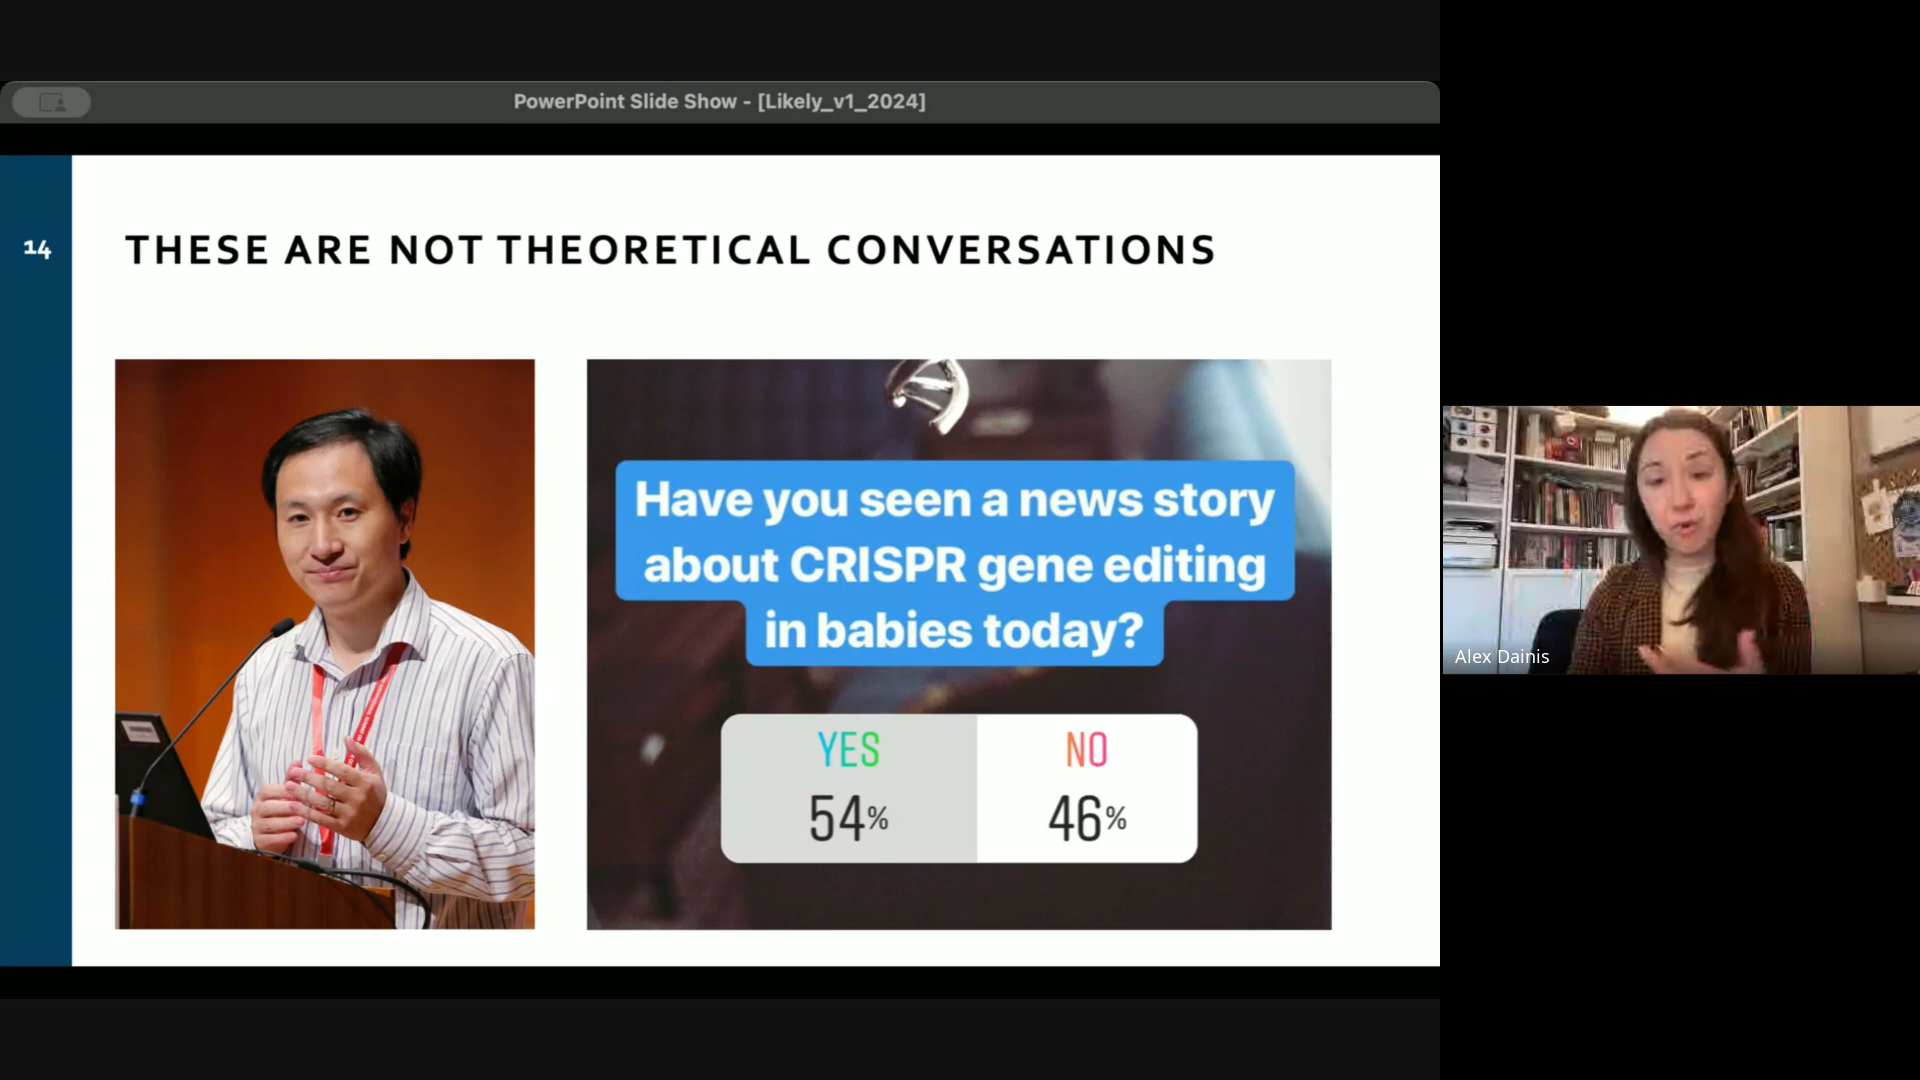 PowerPoint Slide Show - [Likely_v1_2024]
14
THESE ARE NOT THEORETICAL CONVERSATIONS
Have you seen a news story
about CRISPR gene editing
in babies today?
YES
NO
54%
46%
Alex Dainis